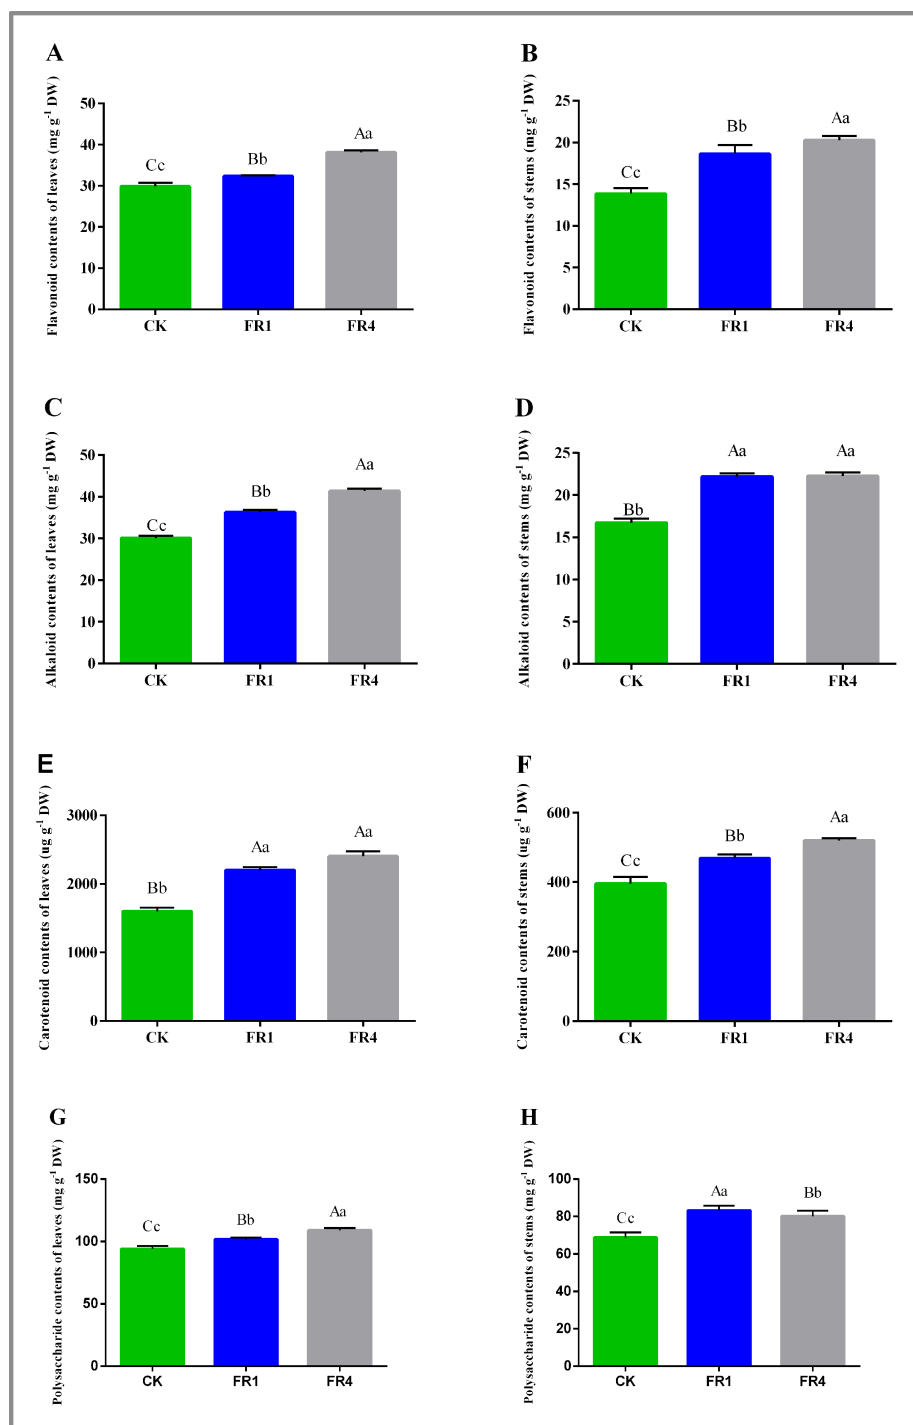 A
Flavonoid contents of leaves (mg g-1 DW)
50
40
30
20
10
0
Cc
Bb
Aa
CK
FR1
FR4
B
Flavonoid contents of stems (mg g-1 DW)
25
20
15
10
5
0
Cc
Bb
Aa
CK
FR1
FR4
C
Alkaloid contents of leaves (mg g-1 DW)
50
40
30
20
10
0
Cc
Bb
Aa
CK
FR1
FR4
D
Alkaloid contents of stems (mg g-1 DW)
25
20
15
10
5
0
Bb
Aa
Aa
CK
FR1
FR4
E
Carotenoid contents of leaves (ug g-1 DW)
3000
2000
1000
0
Bb
Aa
Aa
CK
FR1
FR4
F
Carotenoid contents of stems (ug g-1 DW)
600
400
200
0
Cc
Bb
Aa
CK
FR1
FR4
G
Polysaccharide contents of leaves (mg g-1 DW)
150
100
50
0
Cc
Bb
Aa
CK
FR1
FR4
H
Polysaccharide contents of stems (mg g-1 DW)
100
80
60
40
20
0
Cc
Aa
Bb
CK
FR1
FR4